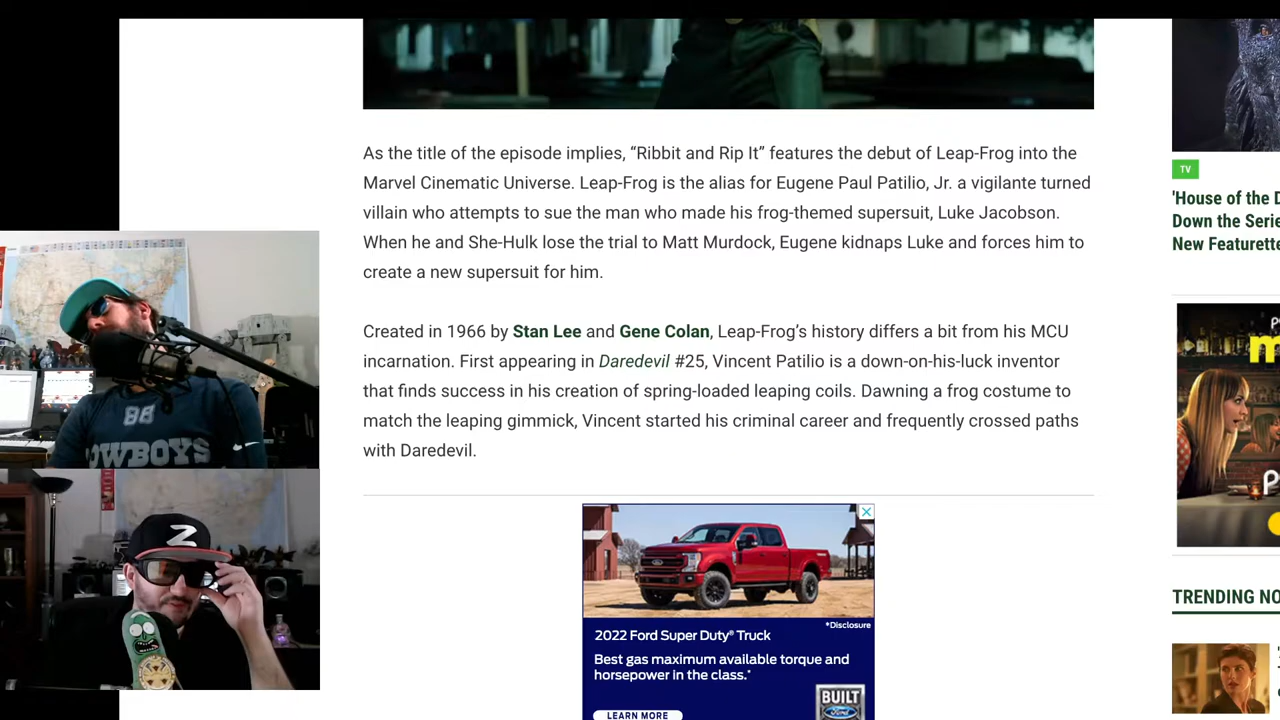 As the title of the episode implies, “Ribbit and Rip It” features the debut of Leap-Frog into the
Marvel Cinematic Universe. Leap-Frog is the alias for Eugene Paul Patilio, Jr. a vigilante turned
villain who attempts to sue the man who made his frog-themed supersuit, Luke Jacobson.
When he and She-Hulk lose the trial to Matt Murdock, Eugene kidnaps Luke and forces him to
create a new supersuit for him.
Created in 1966 by Stan Lee and Gene Colan, Leap-Frog’s history differs a bit from his MCU
incarnation. First appearing in Daredevil #25, Vincent Patilio is a down-on-his-luck inventor
that finds success in his creation of spring-loaded leaping coils. Dawning a frog costume to
match the leaping gimmick, Vincent started his criminal career and frequently crossed paths
with Daredevil.
*Disclosure
2022 Ford Super Duty® Truck
Best gas maximum available torque and
horsepower in the class.*
LEARN MORE
BUILT
Ford
TV
'House of the D
Down the Serie
New Featurette
TRENDING NO
88
COWBOYS
Z